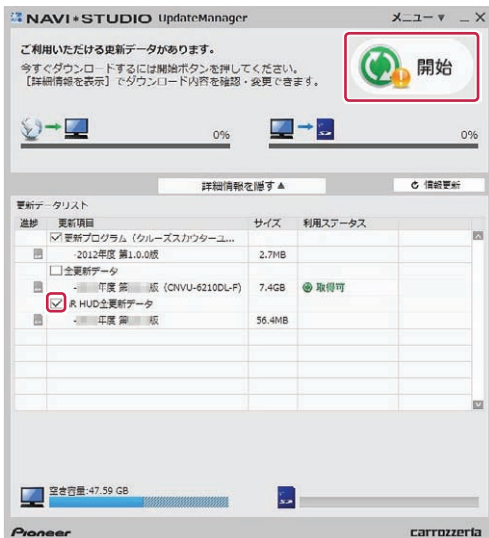 NAVI*STUDIO UpdateManager メニュー ▼ _ X
ご利用いただける更新データがあります。
今すぐダウンロードするには開始ボタンを押してください。
[詳細情報を表示]でダウンロード内容を確認・変更できます。
開始
0%
0%
詳細情報を隠す▲
情報更新
更新データリスト
進捗 更新項目 サイズ 利用ステータス
更新プログラム (クルーズスカウターユ...
-2012年度 第1.0.0版 2.7MB
全更新データ
- 年度 第 版 (CNVU-6210DL-F) 7.4GB 取得可
R HUD全更新データ
- 年度 第 版 56.4MB
空き容量:47.59 GB
Pioneer carrozzeria